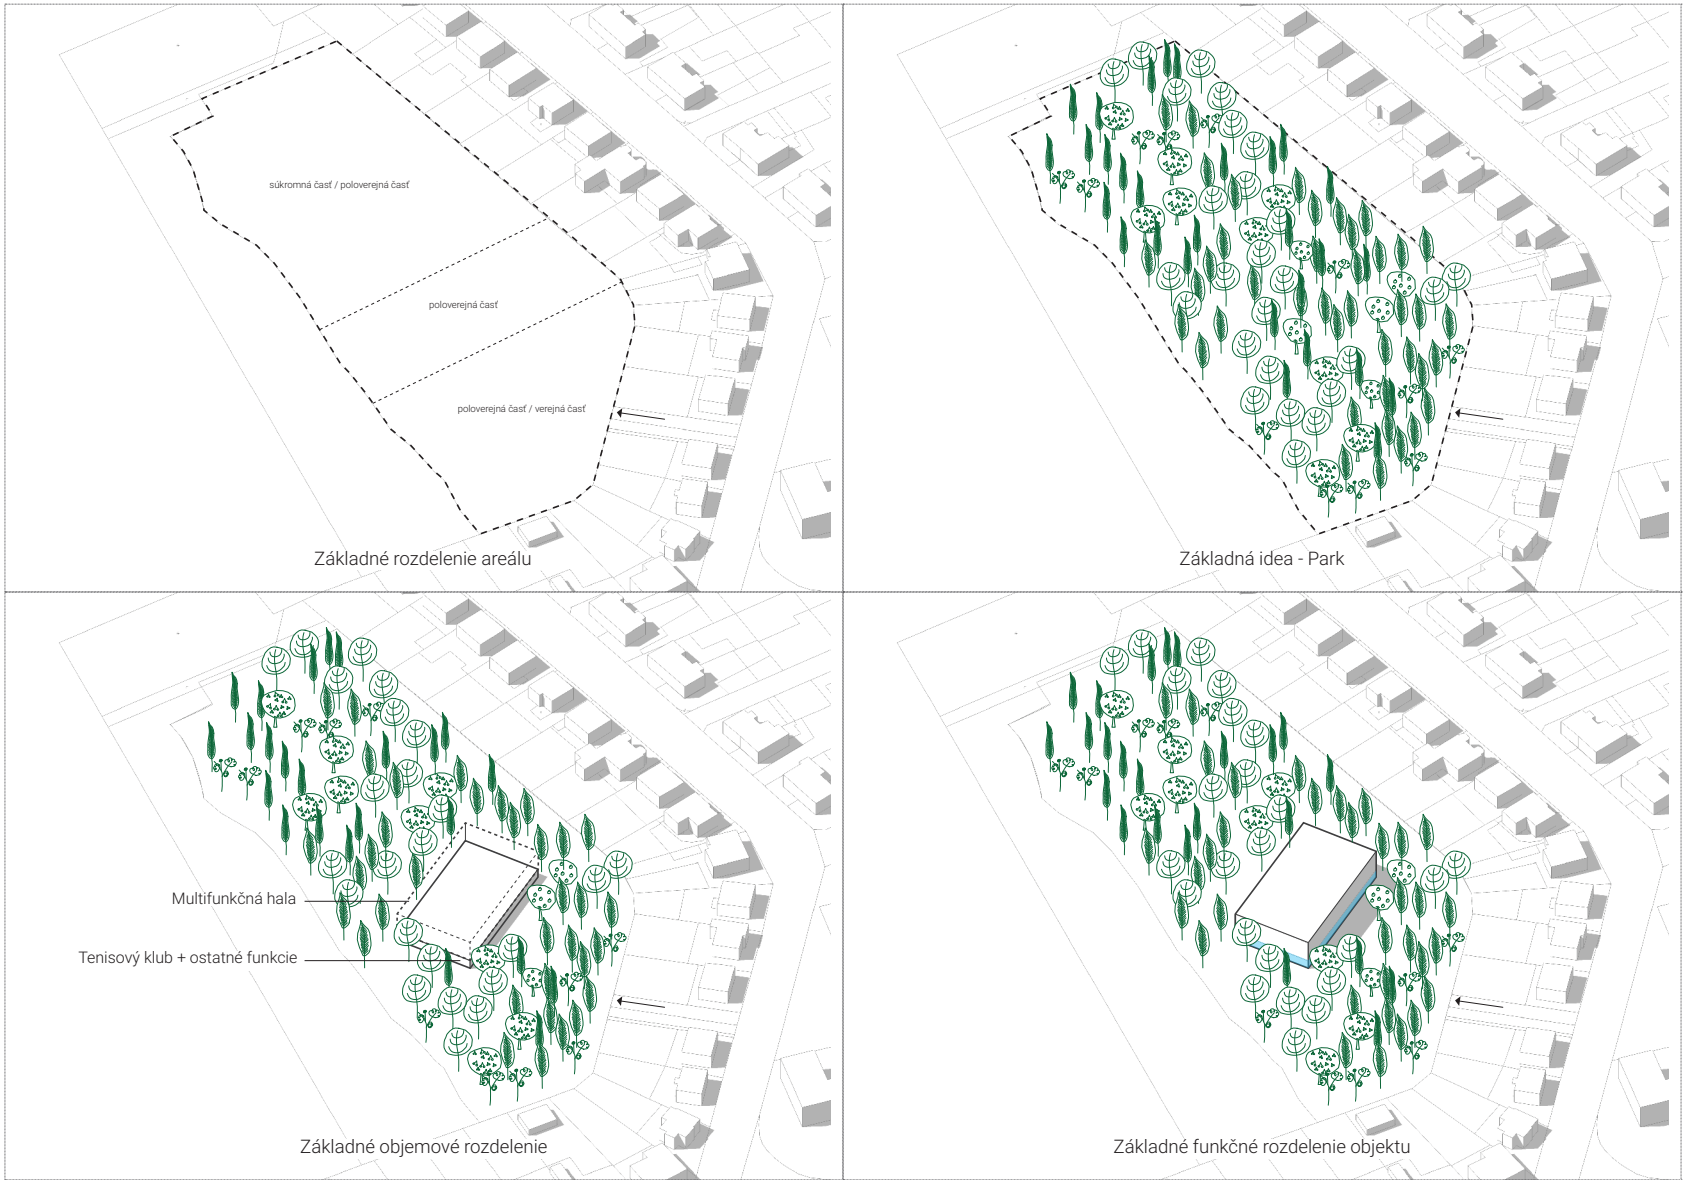 súkromná časť / poloverejná časť
poloverejná časť
poloverejná časť / verejná časť
Základné rozdelenie areálu
Základná idea - Park
Multifunkčná hala
Tenisový klub + ostatné funkcie
Základné objemové rozdelenie
Základné funkčné rozdelenie objektu